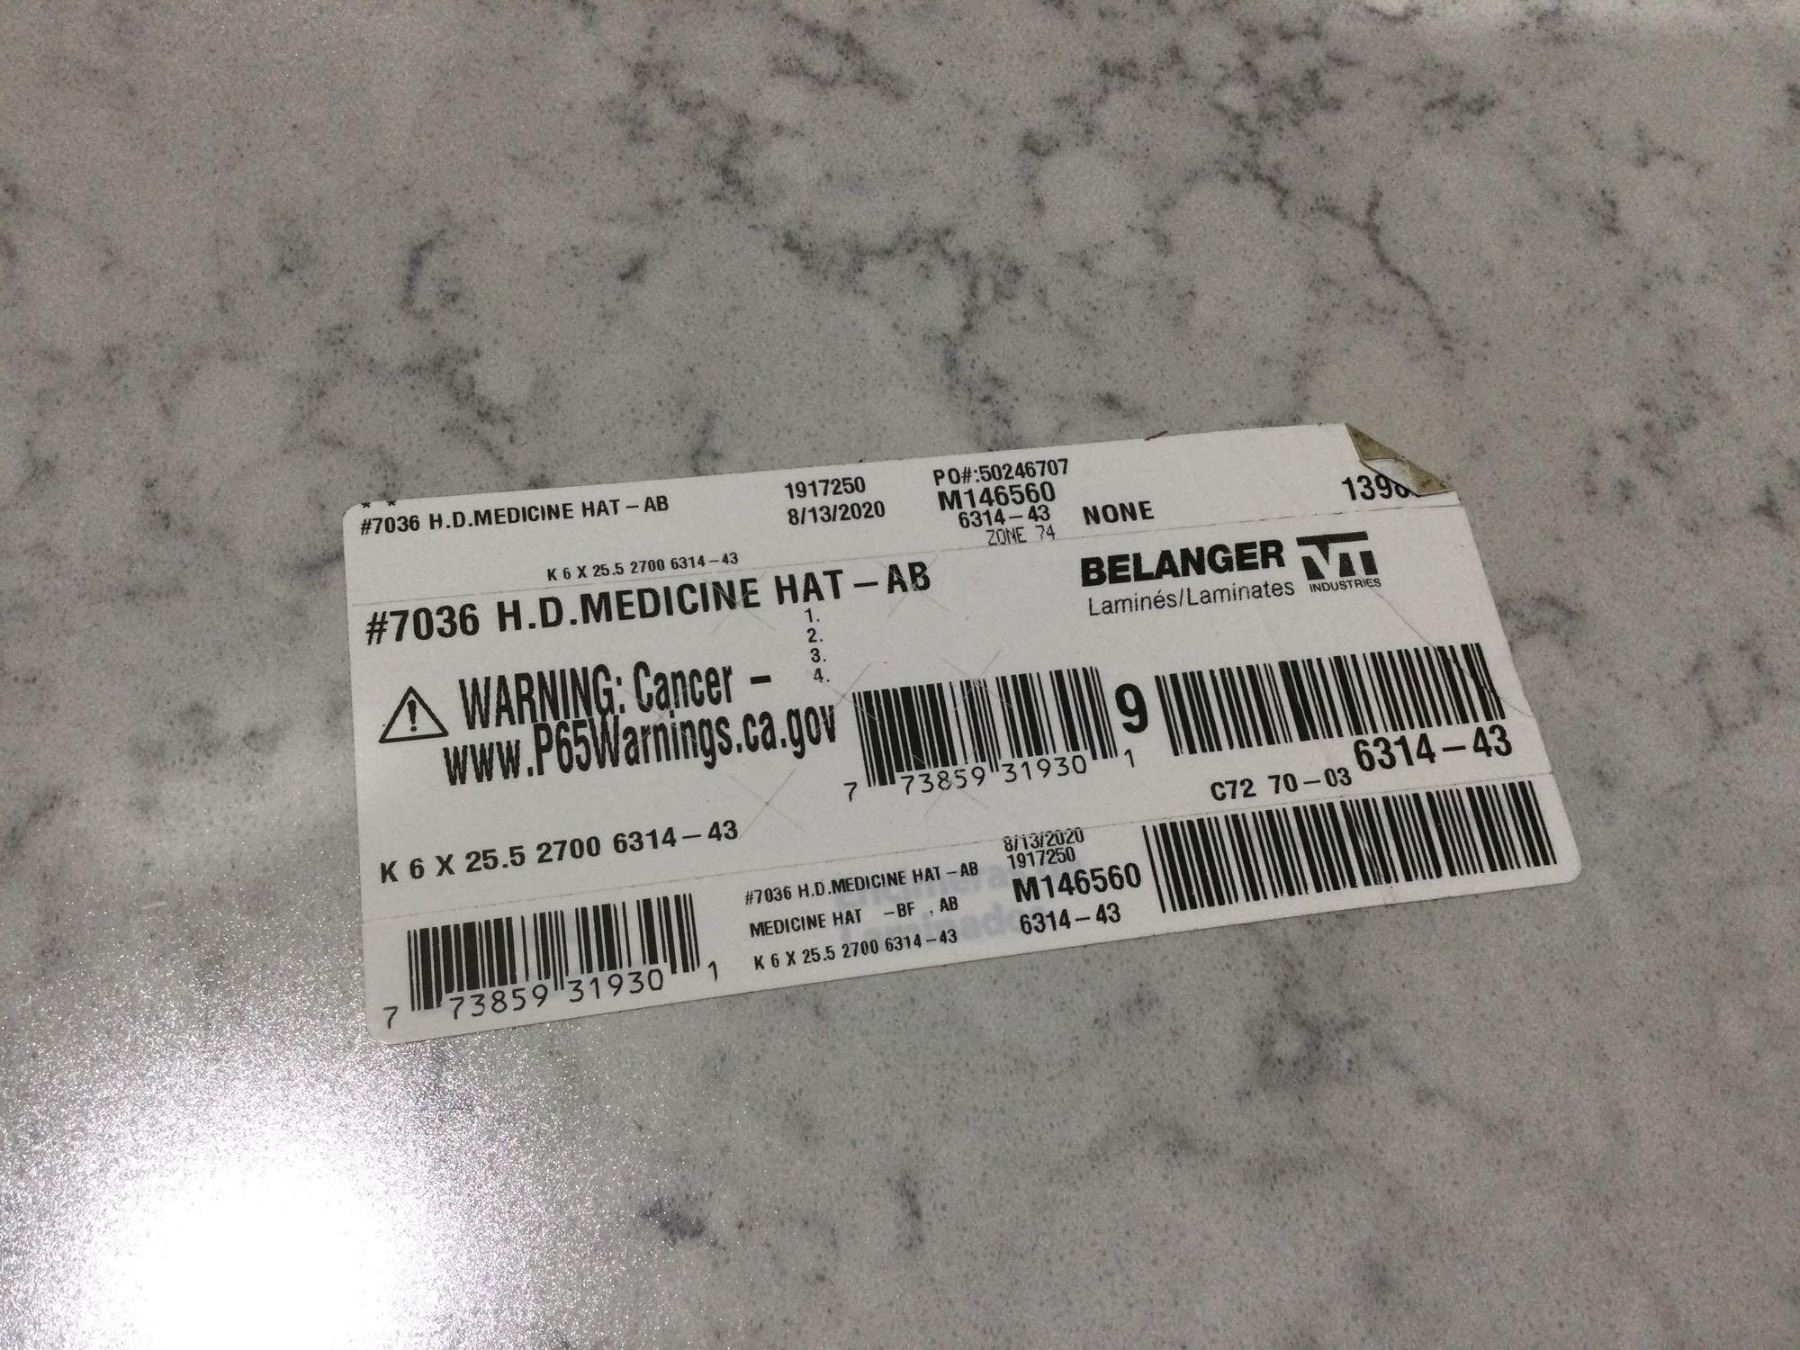 * *
#7036 H.D.MEDICINE HAT-AB
1917250
8/13/2020
PO#:50246707
M146560
6314-43
ZONE 74
NONE
K 6 X 25.5 2700 6314-43
#7036 H.D.MEDICINE HAT-AB
1.
2.
3.
4.
BELANGER
Laminés/Laminates
VT
INDUSTRIES
WARNING: Cancer -
www.P65Warnings.ca.gov
7 73859 31930 1
9
6314-43
C72 70-03
K 6 X 25.5 2700 6314-43
7 73859 31930 1
#7036 H.D.MEDICINE HAT-AB
MEDICINE HAT -BF , AB
K 6 X 25.5 2700 6314-43
8/13/2020
1917250
M146560
6314-43